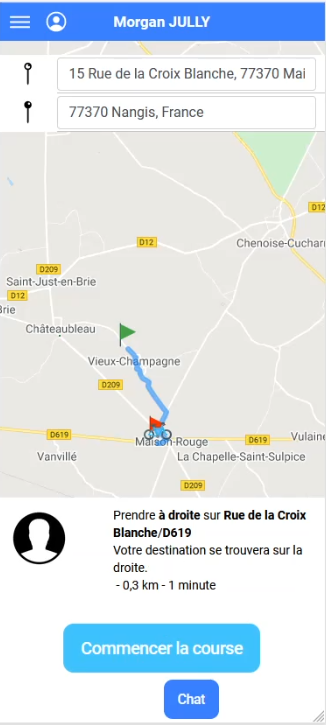 Morgan JULLY
15 Rue de la Croix Blanche, 77370 Mai
77370 Nangis, France
D12
D12
Chenoise-Cuchar
D209
Saint-Just-en-Brie
D12
Brie
Châteaubleau
Vieux-Champagne
D209
D619
Maison-Rouge
D619
Vulaine
Vanvillé
La Chapelle-Saint-Sulpice
D209
Prendre à droite sur Rue de la Croix
Blanche/D619
Votre destination se trouvera sur la
droite.
- 0,3 km - 1 minute
Commencer la course
Chat